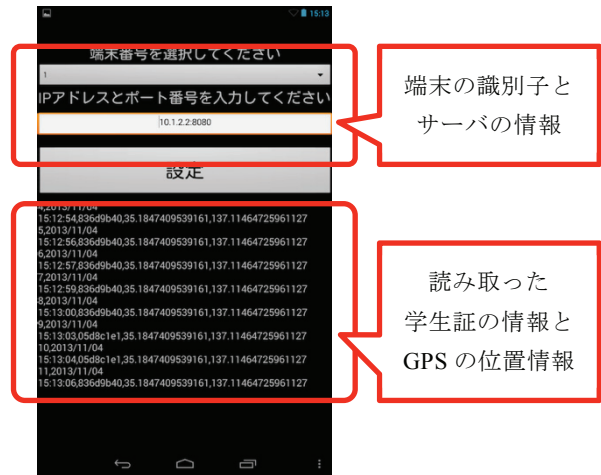 15:13
端末番号を選択してください
1
IPアドレスとポート番号を入力してください
10.1.2.2:8080
設定
4,2013/11/04
15:12:54,836d9b40,35.1847409539161,137.11464725961127
5,2013/11/04
15:12:56,836d9b40,35.1847409539161,137.11464725961127
6,2013/11/04
15:12:57,836d9b40,35.1847409539161,137.11464725961127
7,2013/11/04
15:12:59,836d9b40,35.1847409539161,137.11464725961127
8,2013/11/04
15:13:00,836d9b40,35.1847409539161,137.11464725961127
9,2013/11/04
15:13:03,05d8c1e1,35.1847409539161,137.11464725961127
10,2013/11/04
15:13:04,05d8c1e1,35.1847409539161,137.11464725961127
11,2013/11/04
15:13:06,836d9b40,35.1847409539161,137.11464725961127
端末の識別子と
サーバの情報
読み取った
学生証の情報と
GPS の位置情報